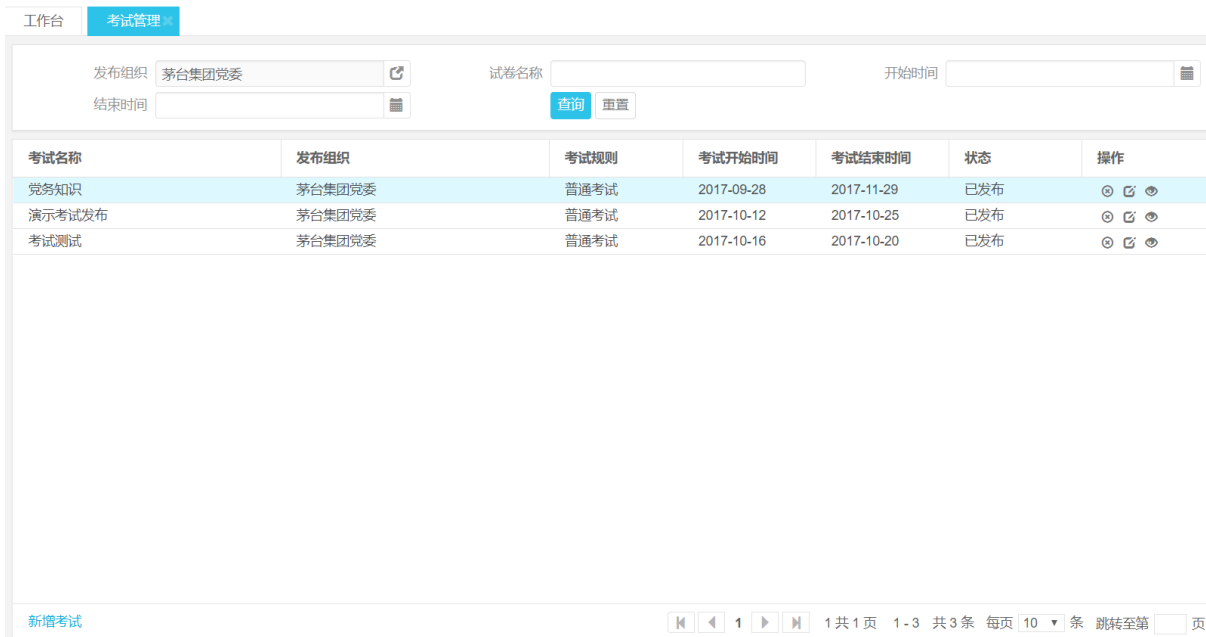 工作台 考试管理
发布组织 茅台集团党委 试卷名称 开始时间
结束时间 查询 重置
考试名称 发布组织 考试规则 考试开始时间 考试结束时间 状态 操作
党务知识 茅台集团党委 普通考试 2017-09-28 2017-11-29 已发布
演示考试发布 茅台集团党委 普通考试 2017-10-12 2017-10-25 已发布
考试测试 茅台集团党委 普通考试 2017-10-16 2017-10-20 已发布
新增考试 1 1共1页 1-3 共3条 每页 10 条 跳转至第 页